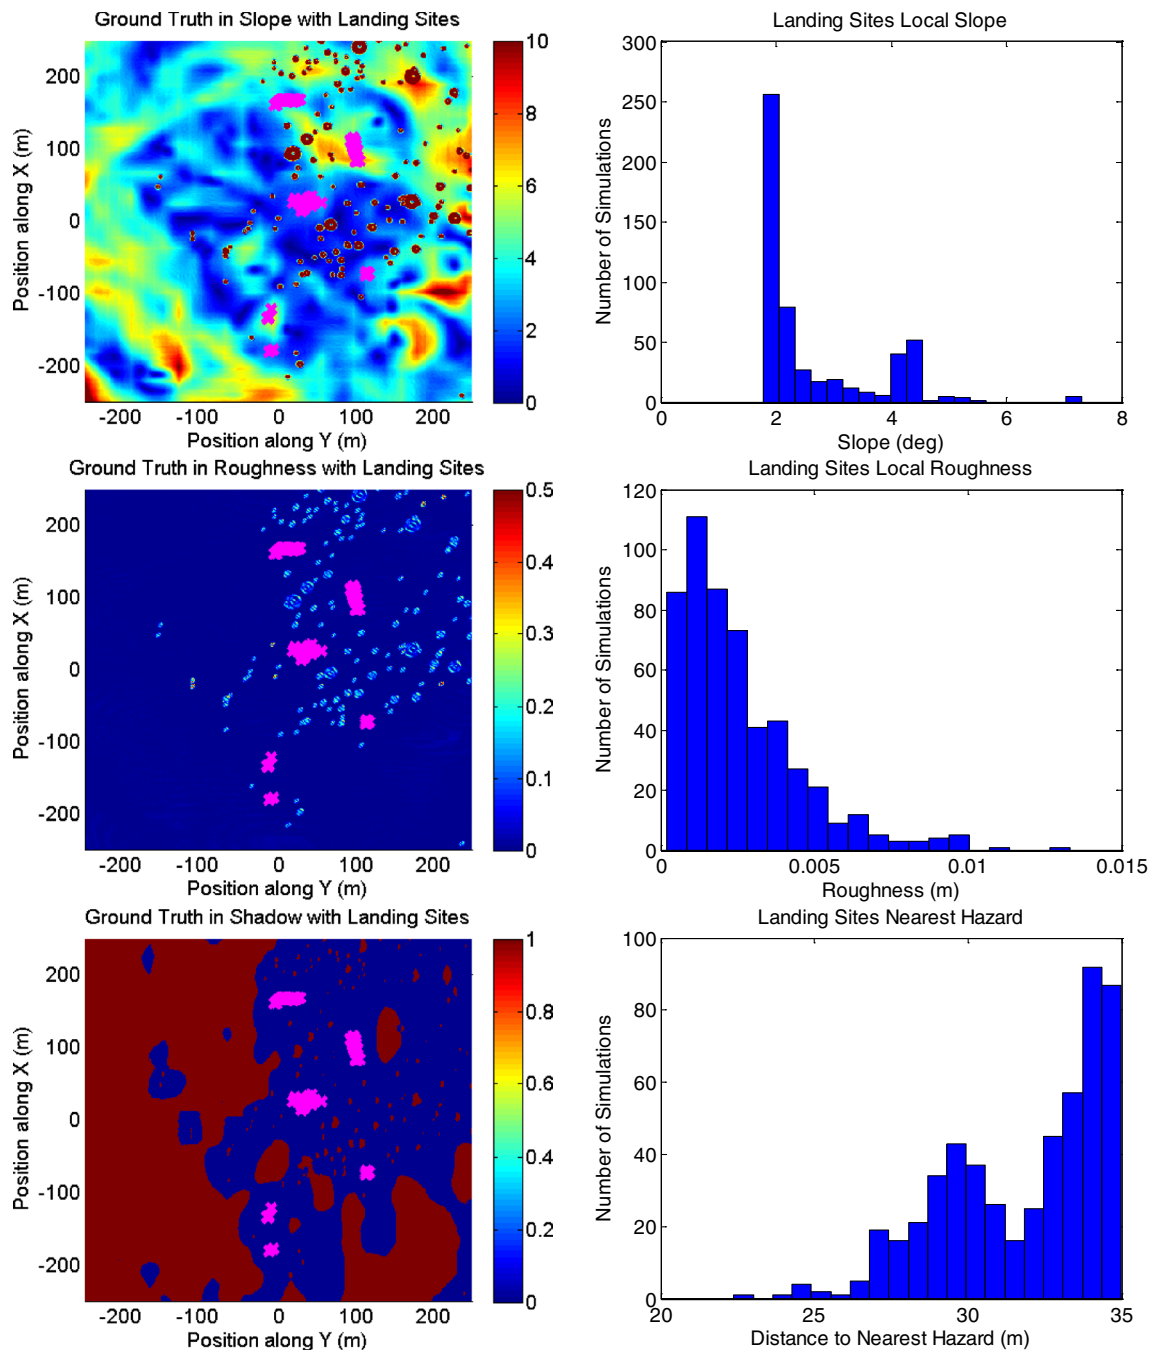 Ground Truth in Slope with Landing Sites
200
100
0
-100
-200
Position along X (m)
-200 -100 0 100 200
Position along Y (m)
10
8
6
4
2
0
Landing Sites Local Slope
300
250
200
150
100
50
0
Number of Simulations
0 2 4 6 8
Slope (deg)
Ground Truth in Roughness with Landing Sites
200
100
0
-100
-200
Position along X (m)
-200 -100 0 100 200
Position along Y (m)
0.5
0.4
0.3
0.2
0.1
0
Landing Sites Local Roughness
120
100
80
60
40
20
0
Number of Simulations
0 0.005 0.01 0.015
Roughness (m)
Ground Truth in Shadow with Landing Sites
200
100
0
-100
-200
Position along X (m)
-200 -100 0 100 200
Position along Y (m)
1
0.8
0.6
0.4
0.2
0
Landing Sites Nearest Hazard
100
80
60
40
20
0
Number of Simulations
20 25 30 35
Distance to Nearest Hazard (m)